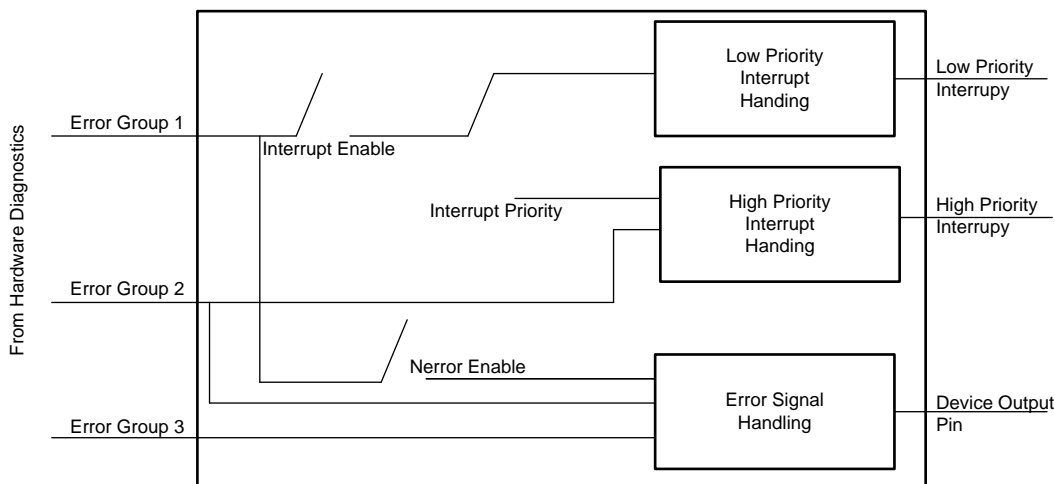 From Hardware Diagnostics
Error Group 1
Interrupt Enable
Low Priority
Interrupt
Handing
Low Priority
Interrupy
Interrupt Priority
High Priority
Interrupt
Handing
High Priority
Interrupy
Error Group 2
Nerror Enable
Error Signal
Handling
Device Output
Pin
Error Group 3